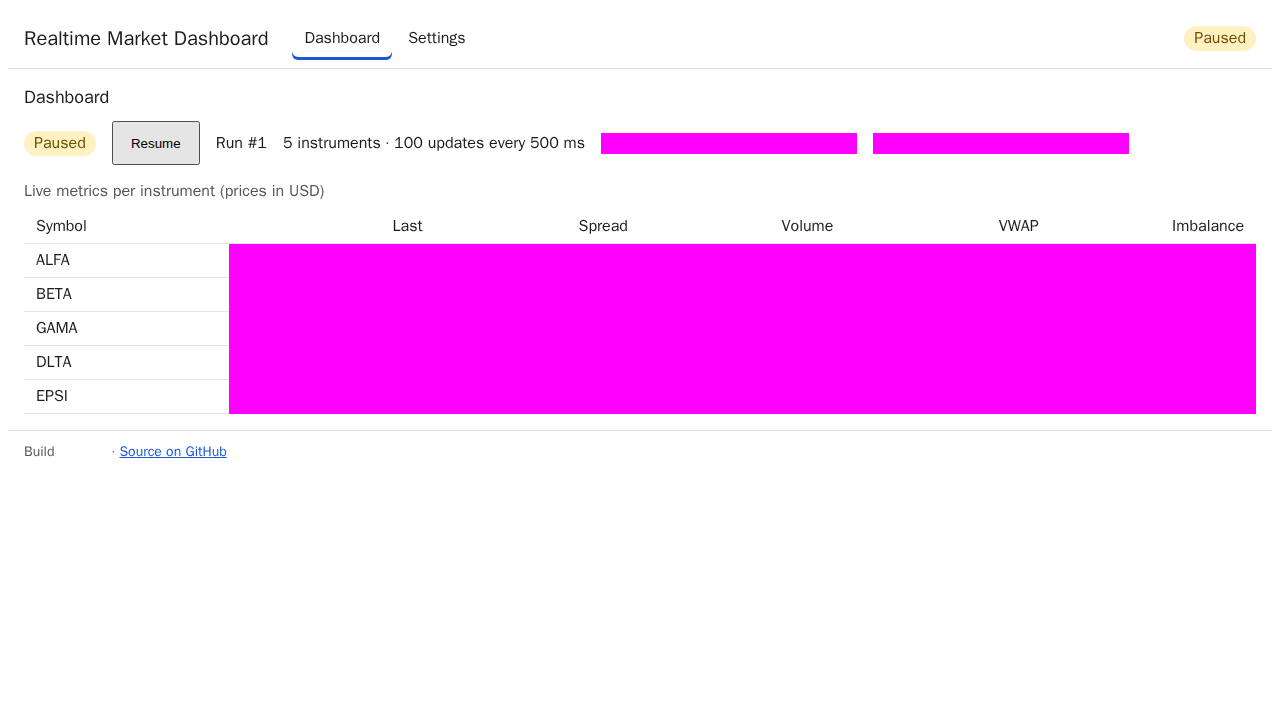 Realtime Market Dashboard Dashboard Settings Paused
Dashboard
Paused Resume Run #1 5 instruments · 100 updates every 500 ms
Live metrics per instrument (prices in USD)
Symbol Last Spread Volume VWAP Imbalance
ALFA
BETA
GAMA
DLTA
EPSI
Build · Source on GitHub